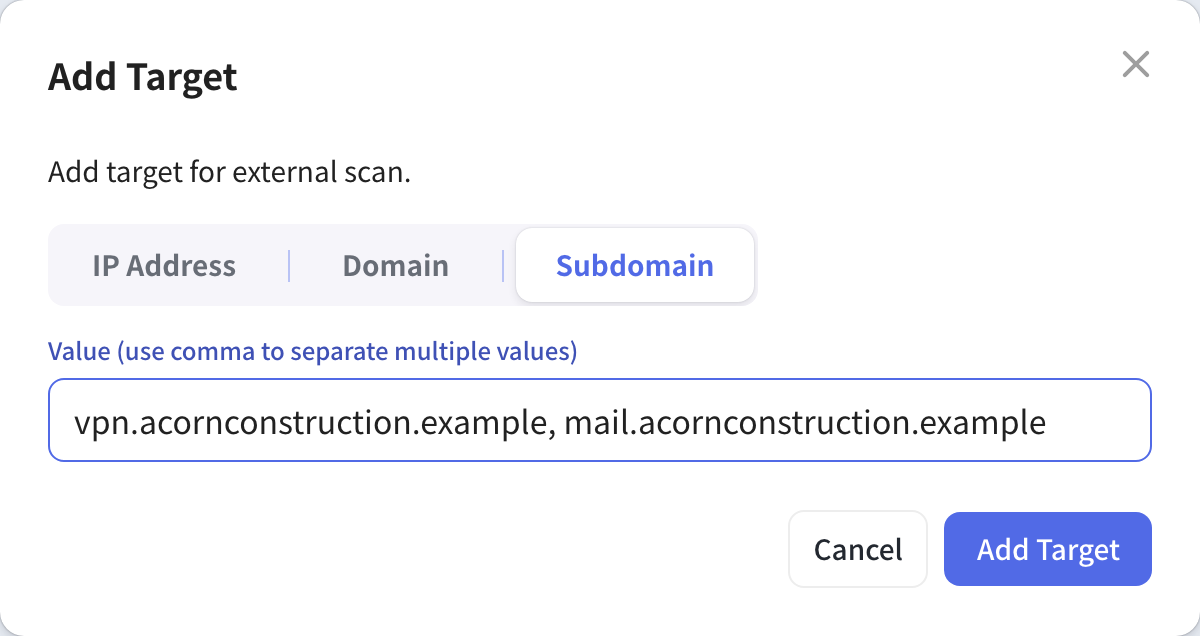 Add Target
Add target for external scan.
IP Address Domain Subdomain
Value (use comma to separate multiple values)
vpn.acornconstruction.example, mail.acornconstruction.example
Cancel Add Target